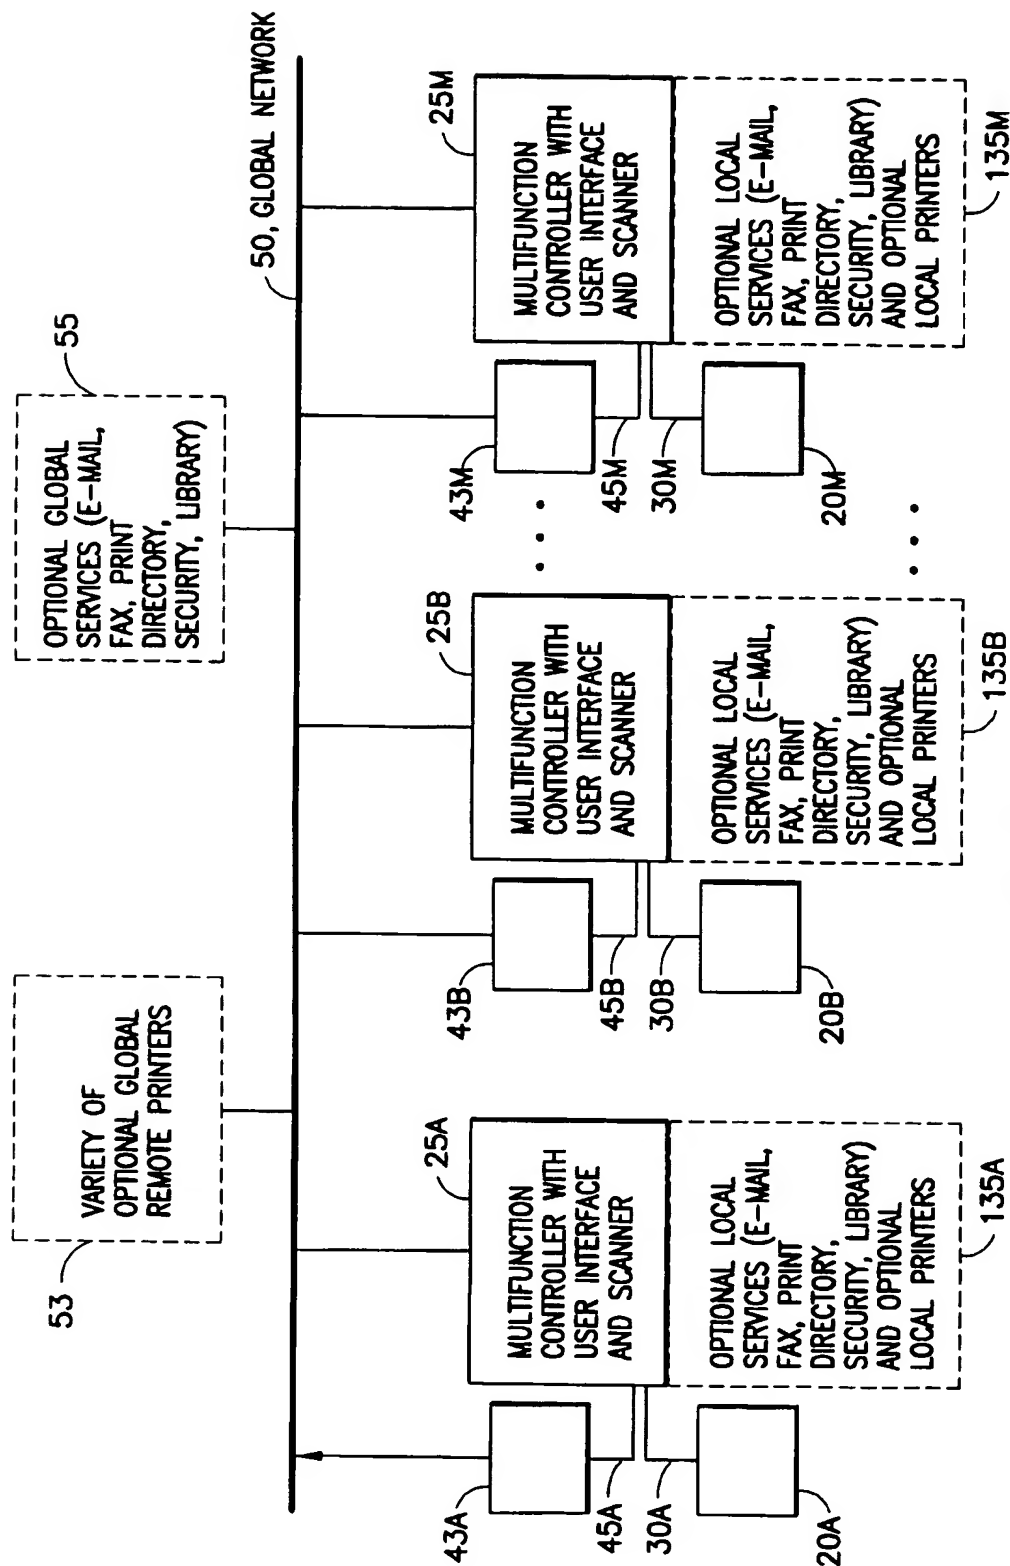 53
VARIETY OF
OPTIONAL GLOBAL
REMOTE PRINTERS
55
OPTIONAL GLOBAL
SERVICES (E-MAIL,
FAX, PRINT
DIRECTORY,
SECURITY, LIBRARY)
50, GLOBAL NETWORK
43A
45A
30A
20A
25A
MULTIFUNCTION
CONTROLLER WITH
USER INTERFACE
AND SCANNER
OPTIONAL LOCAL
SERVICES (E-MAIL,
FAX, PRINT
DIRECTORY,
SECURITY, LIBRARY)
AND OPTIONAL
LOCAL PRINTERS
135A
43B
45B
30B
20B
25B
MULTIFUNCTION
CONTROLLER WITH
USER INTERFACE
AND SCANNER
OPTIONAL LOCAL
SERVICES (E-MAIL,
FAX, PRINT
DIRECTORY,
SECURITY, LIBRARY)
AND OPTIONAL
LOCAL PRINTERS
135B
43M
45M
30M
20M
25M
MULTIFUNCTION
CONTROLLER WITH
USER INTERFACE
AND SCANNER
OPTIONAL LOCAL
SERVICES (E-MAIL,
FAX, PRINT
DIRECTORY,
SECURITY, LIBRARY)
AND OPTIONAL
LOCAL PRINTERS
135M